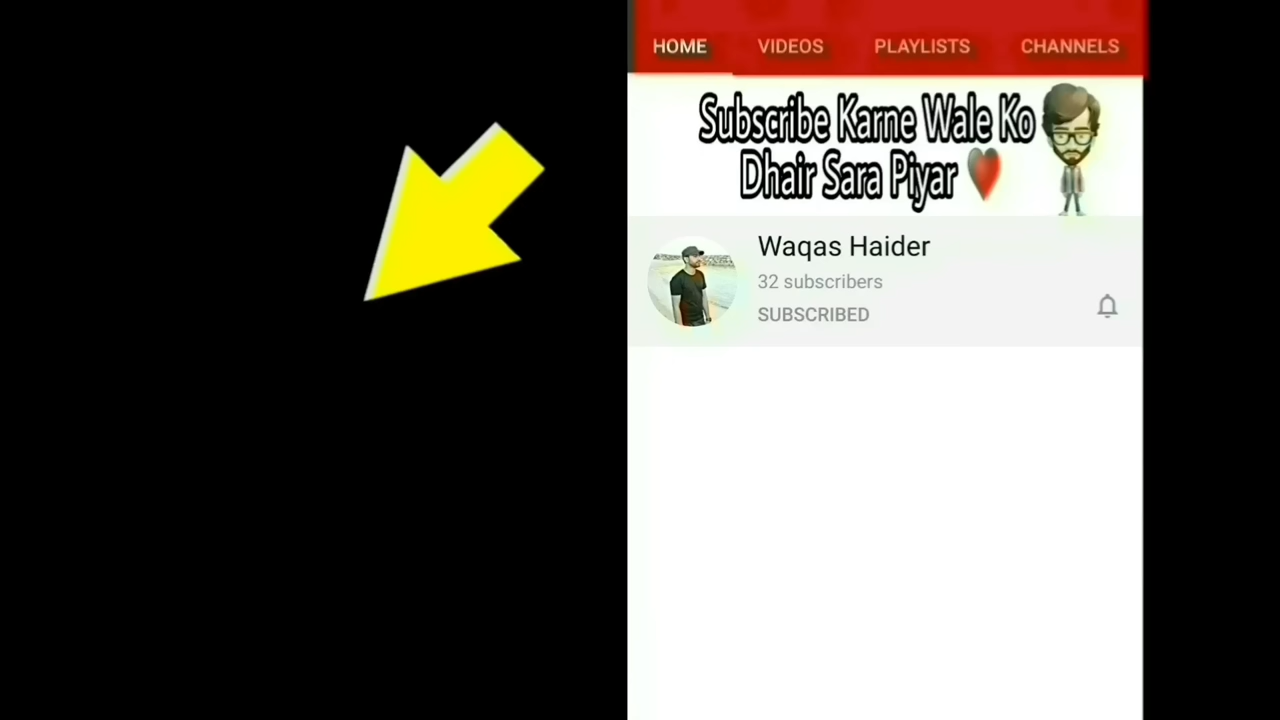 HOME VIDEOS PLAYLISTS CHANNELS
Subscribe Karne Wale Ko
Dhair Sara Piyar
Waqas Haider
32 subscribers
SUBSCRIBED